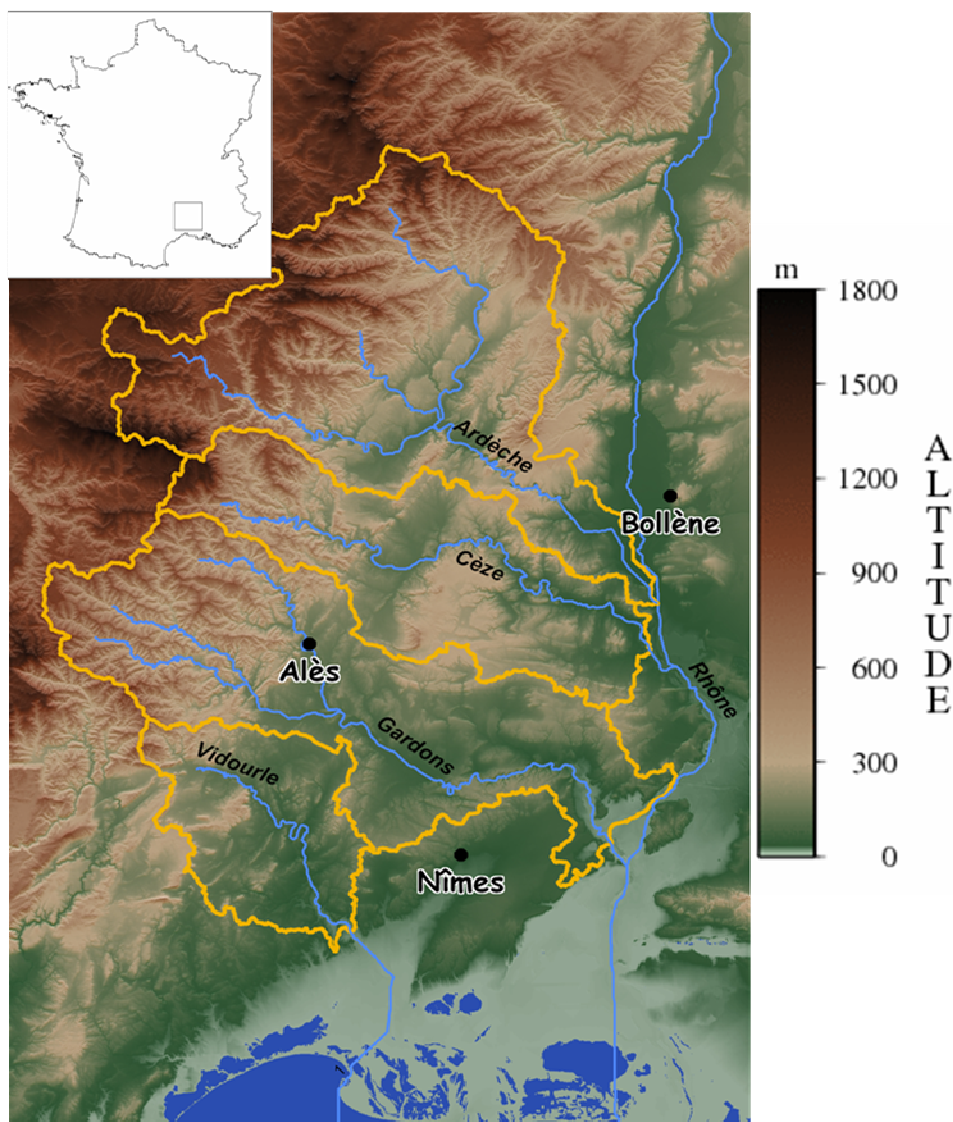 m
1800
1500
1200
900
600
300
0
ALTITUDE
Ardèche
Bollène
Cèze
Alès
Rhône
Gardons
Vidourle
Nîmes